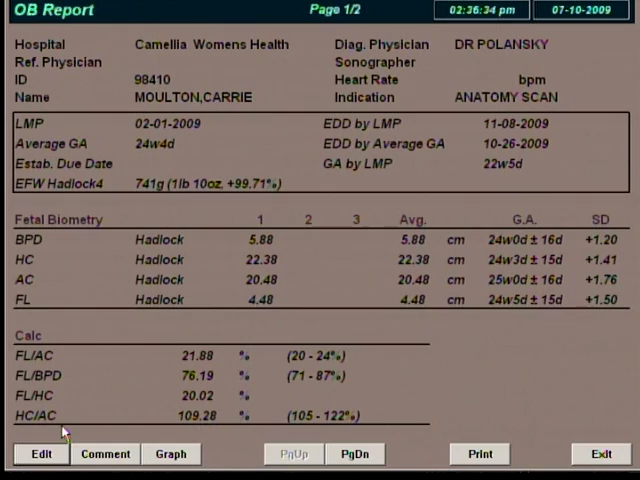 OB Report Page 1/2 02:36:34 pm 07-10-2009
Hospital Camellia Womens Health Diag. Physician DR POLANSKY
Ref. Physician Sonographer
ID 98410 Heart Rate bpm
Name MOULTON,CARRIE Indication ANATOMY SCAN
LMP 02-01-2009 EDD by LMP 11-08-2009
Average GA 24w4d EDD by Average GA 10-26-2009
Estab. Due Date GA by LMP 22w5d
EFW Hadlock4 741g (1lb 10oz, +99.71%)
Fetal Biometry 1 2 3 Avg. G.A. SD
BPD Hadlock 5.88 5.88 cm 24w0d ± 16d +1.20
HC Hadlock 22.38 22.38 cm 24w3d ± 15d +1.41
AC Hadlock 20.48 20.48 cm 25w0d ± 16d +1.76
FL Hadlock 4.48 4.48 cm 24w5d ± 15d +1.50
Calc
FL/AC 21.88 % (20 - 24%)
FL/BPD 76.19 % (71 - 87%)
FL/HC 20.02 %
HC/AC 109.28 % (105 - 122%)
Edit Comment Graph PgUp PgDn Print Exit